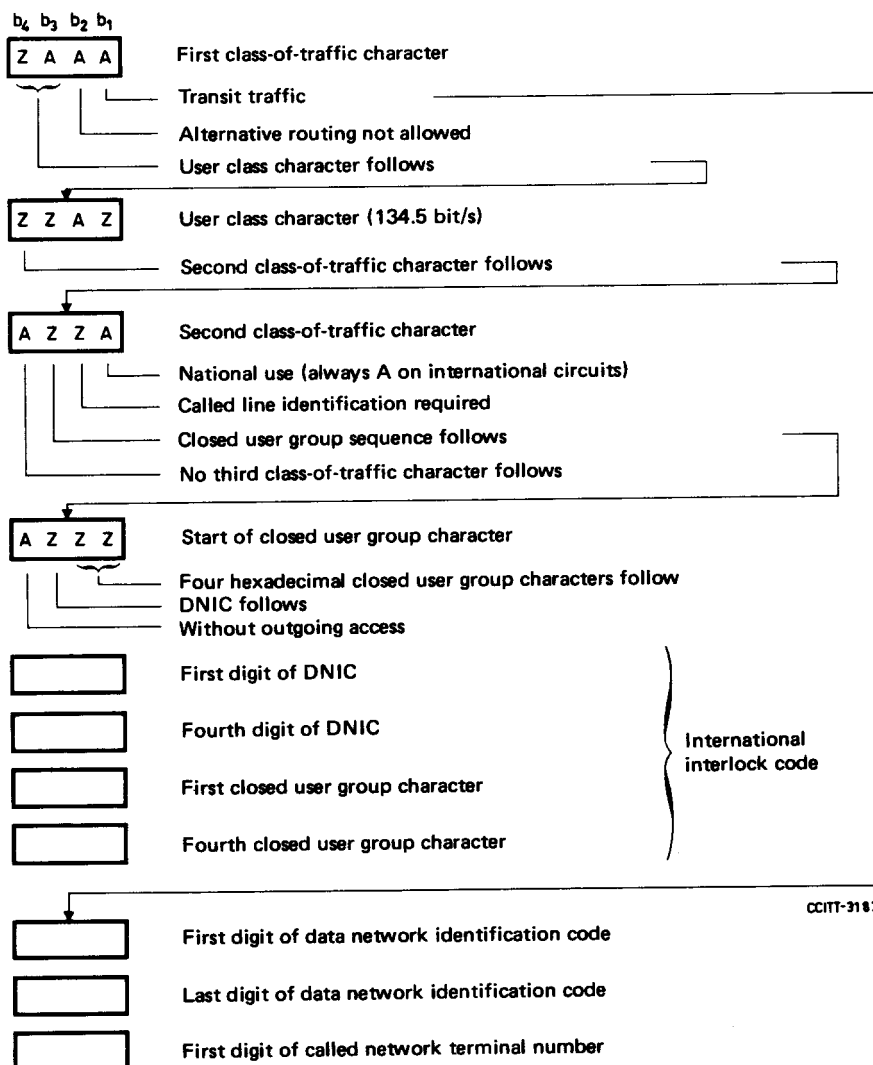 b4 b3 b2 b1
Z A A A First class-of-traffic character
Transit traffic
Alternative routing not allowed
User class character follows
Z Z A Z User class character (134.5 bit/s)
Second class-of-traffic character follows
A Z Z A Second class-of-traffic character
National use (always A on international circuits)
Called line identification required
Closed user group sequence follows
No third class-of-traffic character follows
A Z Z Z Start of closed user group character
Four hexadecimal closed user group characters follow
DNIC follows
Without outgoing access
First digit of DNIC
Fourth digit of DNIC
International
interlock code
First closed user group character
Fourth closed user group character
First digit of data network identification code
Last digit of data network identification code
First digit of called network terminal number